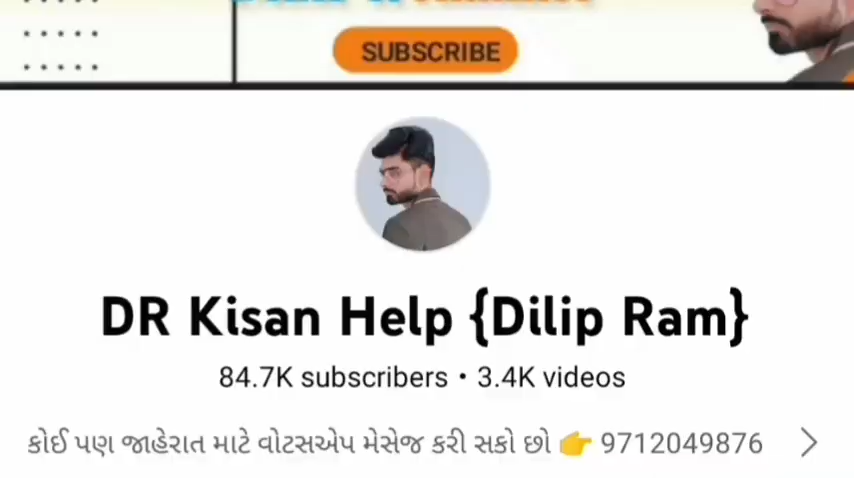 SUBSCRIBE
DR Kisan Help {Dilip Ram}
84.7K subscribers • 3.4K videos
કોઈ પણ જાહેરાત માટે વોટસએપ મેસેજ કરી સકો છો 👉 9712049876